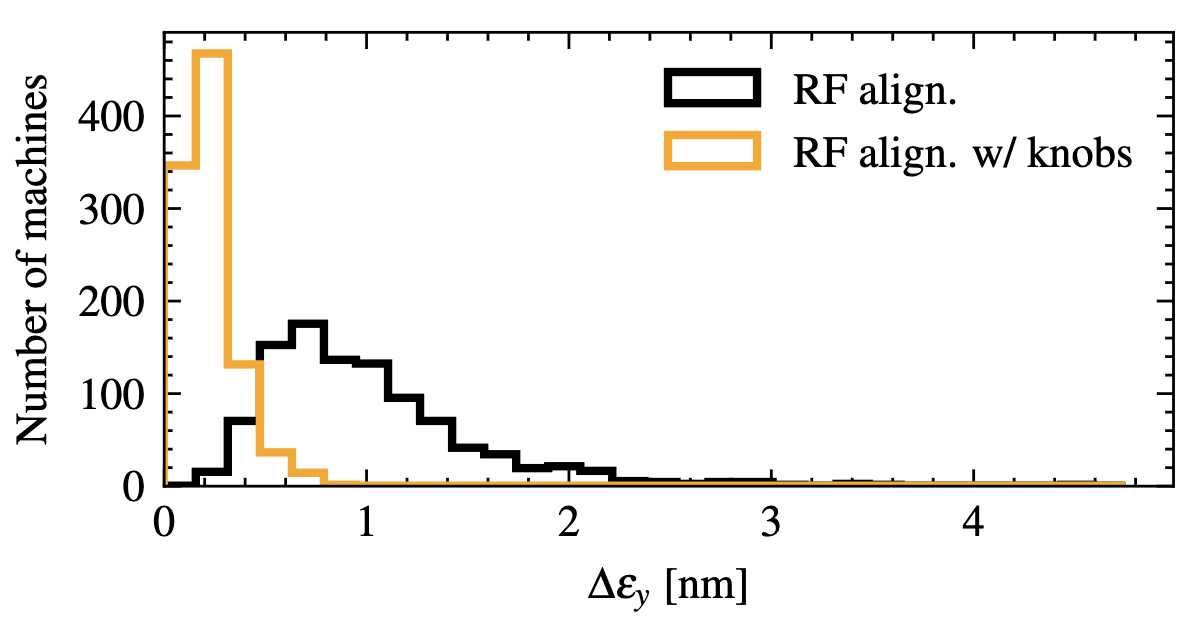 Number of machines
400
300
200
100
0
RF align.
RF align. w/ knobs
0 1 2 3 4
Δεy [nm]